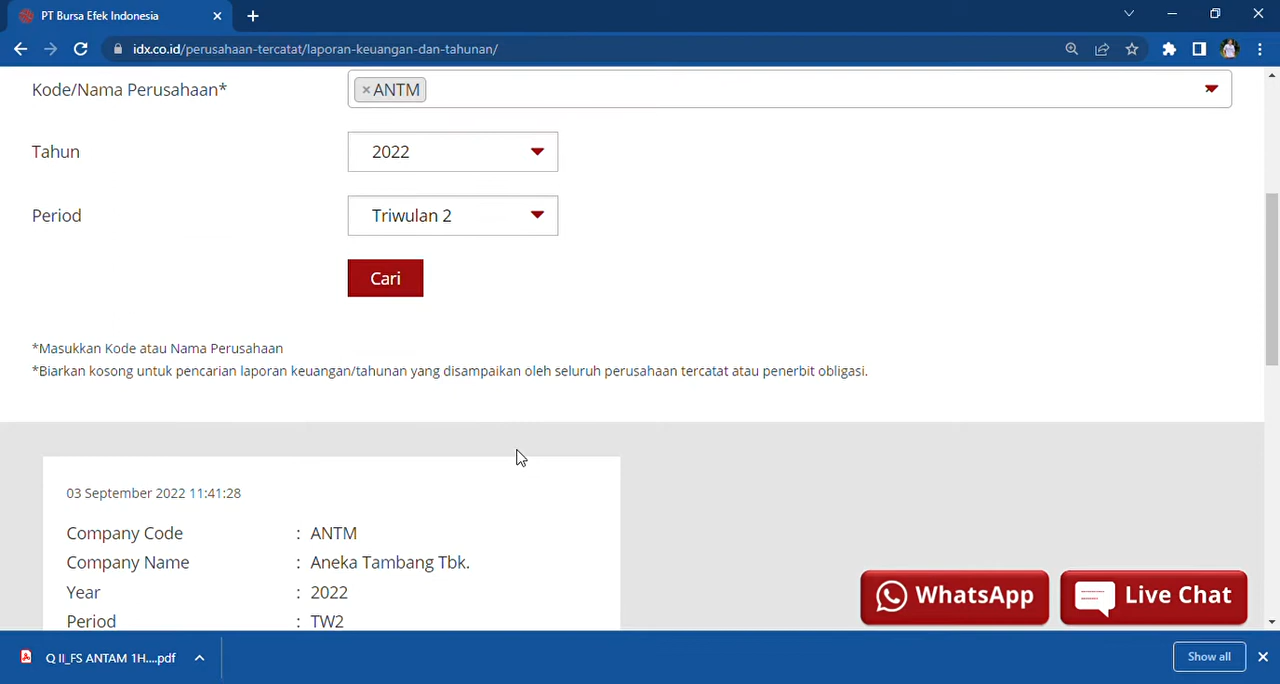 PT Bursa Efek Indonesia
idx.co.id/perusahaan-tercatat/laporan-keuangan-dan-tahunan/
Kode/Nama Perusahaan* ×ANTM
Tahun 2022
Period Triwulan 2
Cari
*Masukkan Kode atau Nama Perusahaan
*Biarkan kosong untuk pencarian laporan keuangan/tahunan yang disampaikan oleh seluruh perusahaan tercatat atau penerbit obligasi.
03 September 2022 11:41:28
Company Code : ANTM
Company Name : Aneka Tambang Tbk.
Year : 2022
Period : TW2
WhatsApp
Live Chat
Q II_FS ANTAM 1H....pdf
Show all